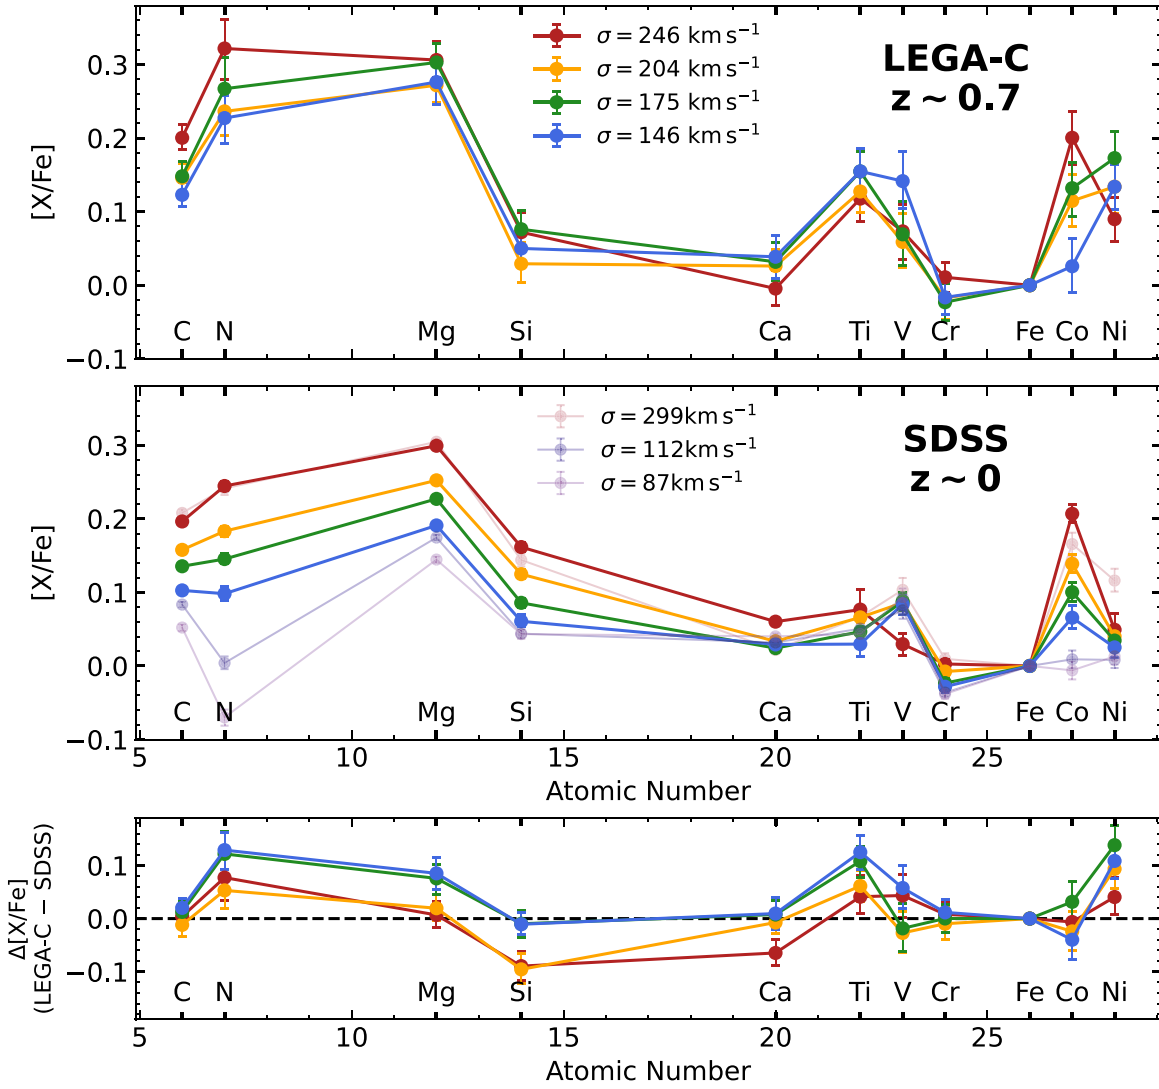 σ = 246 km s⁻¹
σ = 204 km s⁻¹
σ = 175 km s⁻¹
σ = 146 km s⁻¹
LEGA-C
z ~ 0.7
[X/Fe]
0.3
0.2
0.1
0.0
−0.1
C N Mg Si Ca Ti V Cr Fe Co Ni
σ = 299km s⁻¹
σ = 112km s⁻¹
σ = 87km s⁻¹
SDSS
z ~ 0
[X/Fe]
0.3
0.2
0.1
0.0
−0.1
C N Mg Si Ca Ti V Cr Fe Co Ni
5 10 15 20 25
Atomic Number
Δ[X/Fe]
(LEGA-C − SDSS)
0.1
0.0
−0.1
C N Mg Si Ca Ti V Cr Fe Co Ni
5 10 15 20 25
Atomic Number